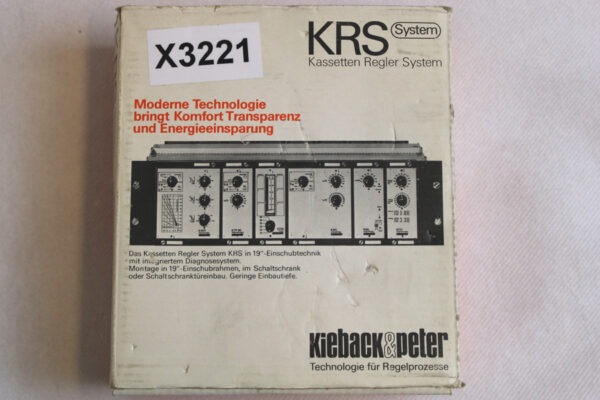 X3221
KRS System
Kassetten Regler System
Moderne Technologie
bringt Komfort Transparenz
und Energieeinsparung
Das Kassetten Regler System KHS in 19"-Einschubtechnik
mit integriertem Diagnosesystem.
Montage in 19"-Einschubrahmen, im Schaltschrank
oder Schaltschranktüreinbau. Geringe Einbautiefe.
Kieback&peter
Technologie für Regelprozesse